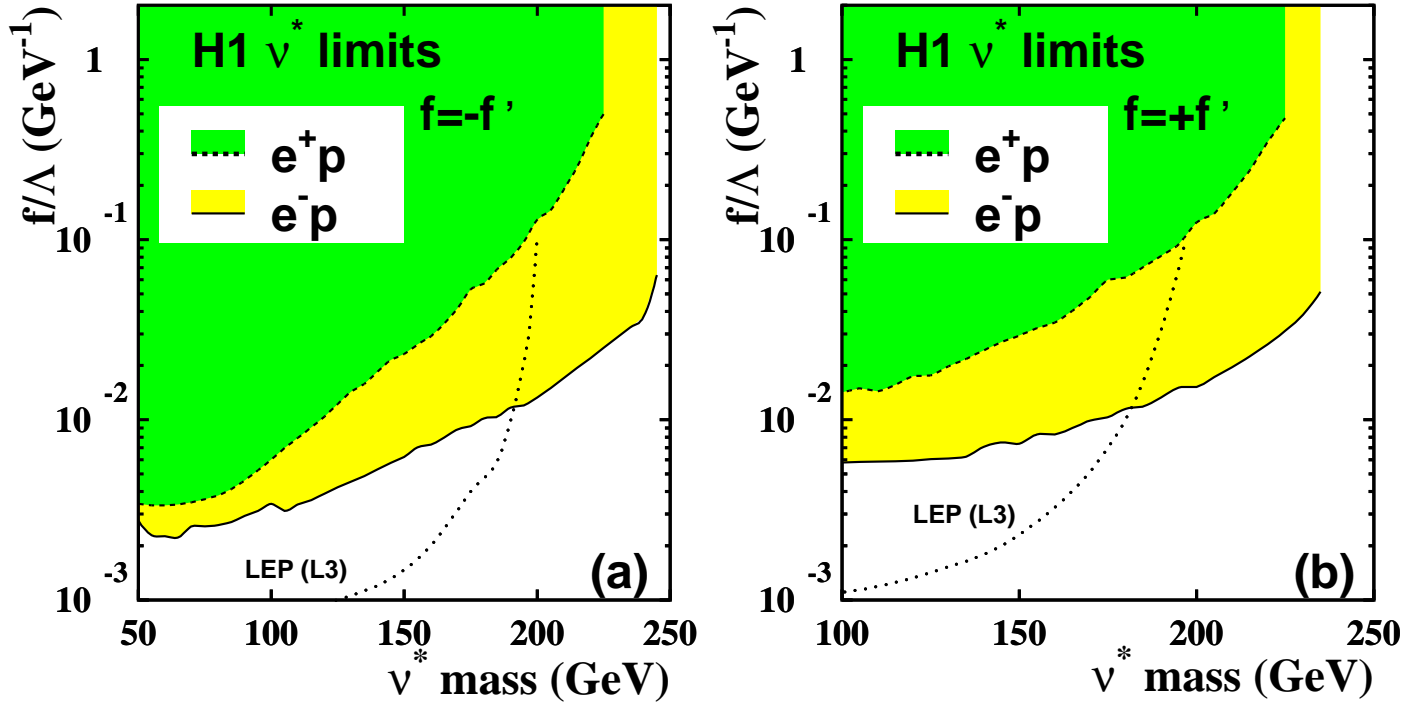 H1 ν* limits
f=-f ’
e+p
e-p
f/Λ (GeV-1)
1
10-1
10-2
10-3
LEP (L3)
(a)
50 100 150 200 250
ν* mass (GeV)
H1 ν* limits
f=+f ’
e+p
e-p
f/Λ (GeV-1)
1
10-1
10-2
10-3
LEP (L3)
(b)
100 150 200 250
ν* mass (GeV)